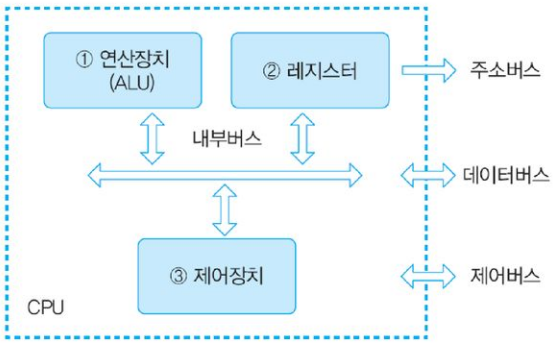 ① 연산장치
(ALU)
② 레지스터
주소버스
내부버스
데이터버스
③ 제어장치
제어버스
CPU